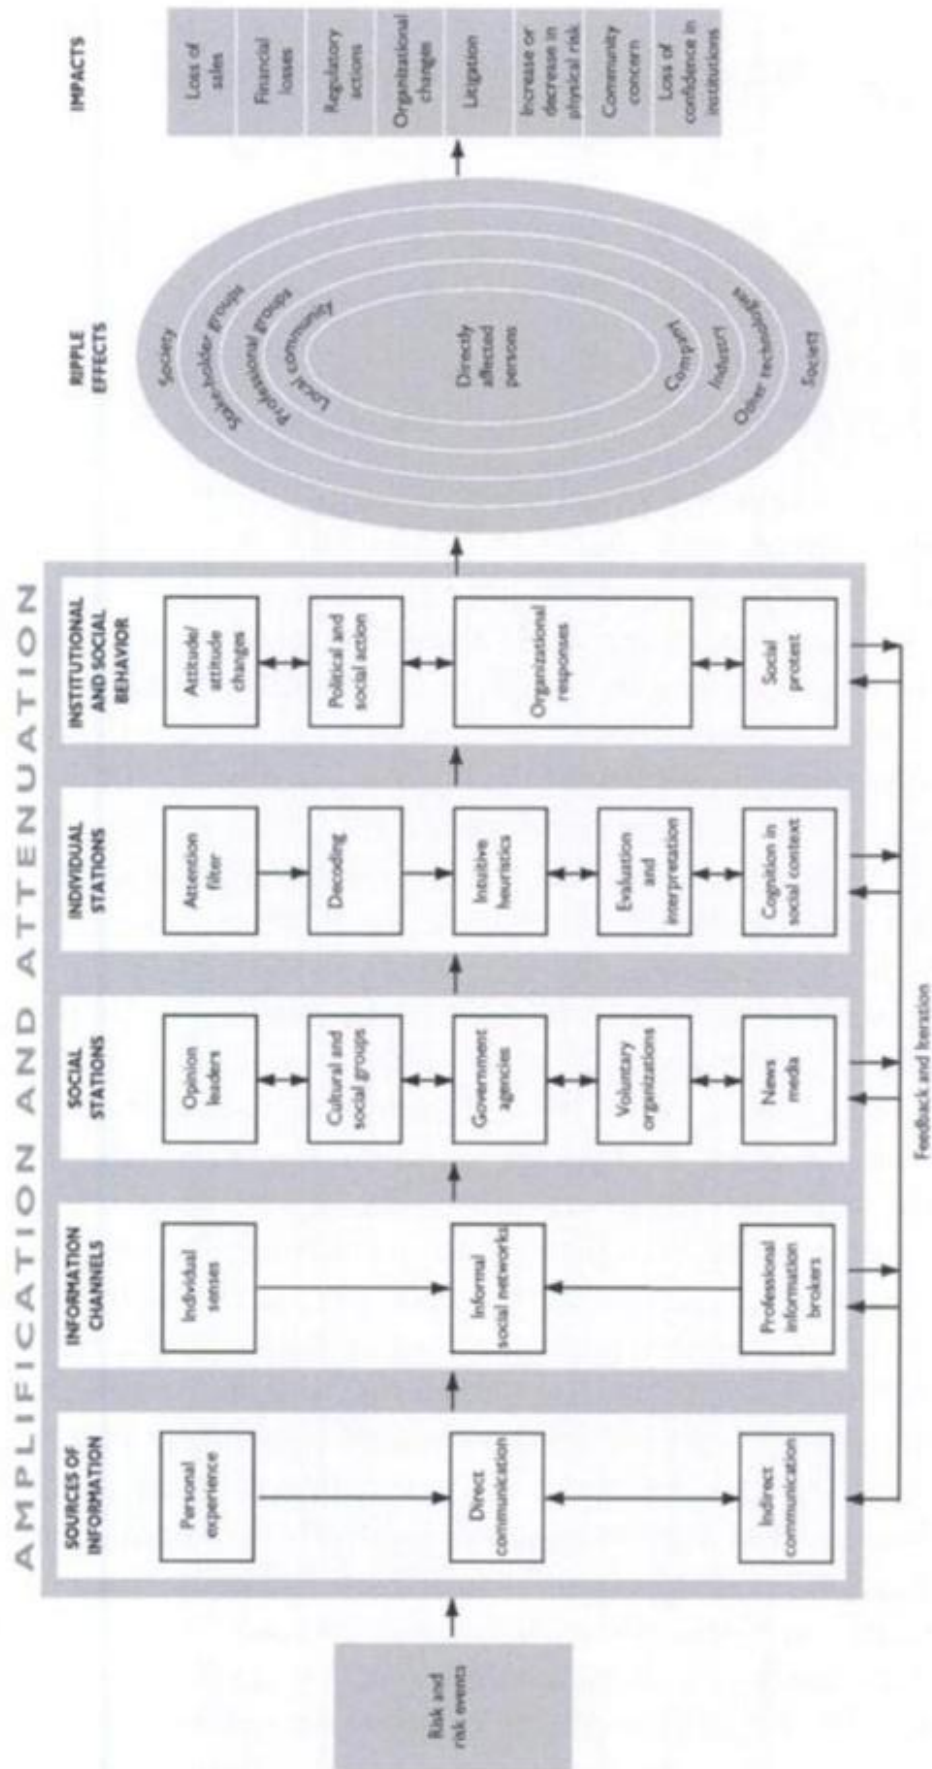 AMPLIFICATION AND ATTENUATION
Risk and
risk events
SOURCES OF
INFORMATION
Personal
experience
Direct
communication
Indirect
communication
INFORMATION
CHANNELS
Individual
senses
Informal
social networks
Professional
information
brokers
SOCIAL
STATIONS
Opinion
leaders
Cultural and
social groups
Government
agencies
Voluntary
organizations
News
media
INDIVIDUAL
STATIONS
Attention
filter
Decoding
Intuitive
heuristics
Evaluation
and
interpretation
Cognition in
social context
INSTITUTIONAL
AND SOCIAL
BEHAVIOR
Attitude/
attitude
changes
Political and
social action
Organizational
responses
Social
protest
Feedback and iteration
RIPPLE
EFFECTS
Society
Stakeholder groups
Professional groups
Local community
Directly
affected
persons
Company
Industry
Other technologies
Society
IMPACTS
Loss of
sales
Financial
losses
Regulatory
actions
Organizational
changes
Litigation
Increase or
decrease in
physical risk
Community
concern
Loss of
confidence in
institutions